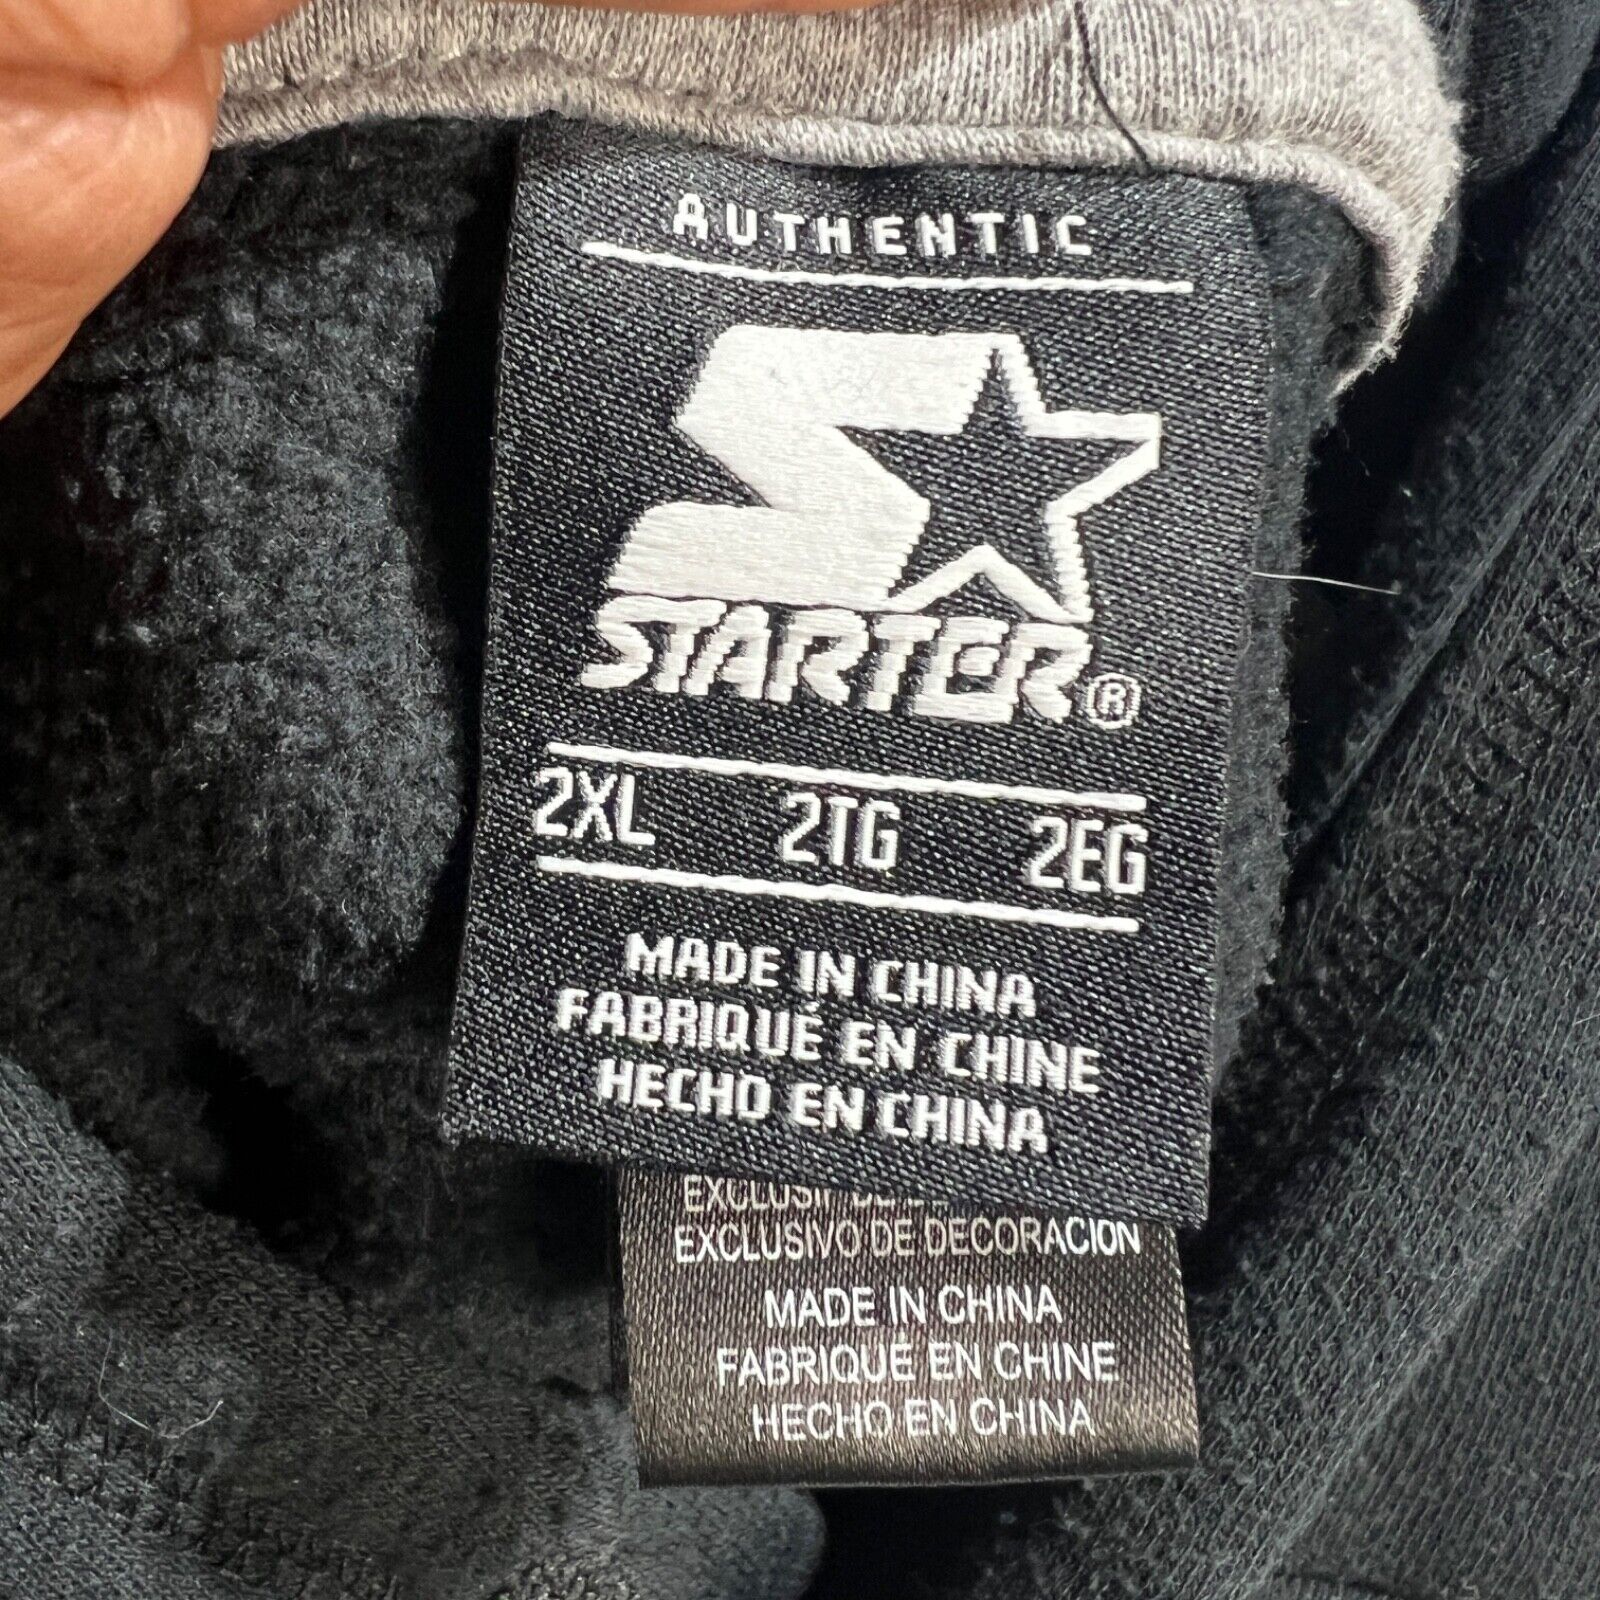 AUTHENTIC
STARTER®
2XL 2TG 2EG
MADE IN CHINA
FABRIQUÉ EN CHINE
HECHO EN CHINA
EXCLUSIVO DE DECORACION
MADE IN CHINA
FABRIQUÉ EN CHINE
HECHO EN CHINA